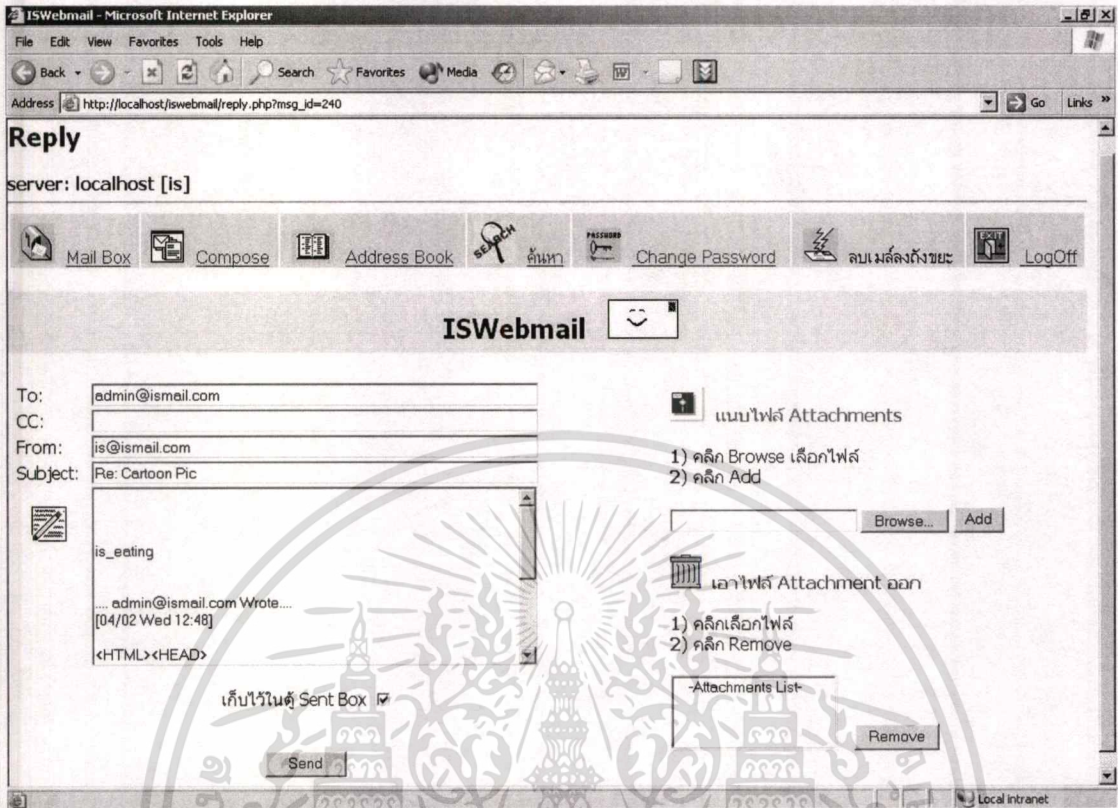 ISWebmail - Microsoft Internet Explorer
File Edit View Favorites Tools Help
Back Search Favorites Media
Address http://localhost/iswebmail/reply.php?msg_id=240 Go Links »
Reply
server: localhost [is]
Mail Box Compose Address Book SEARCH ค้นหา PASSWORD Change Password ลบเมล์ลงถังขยะ EXIT LogOff
ISWebmail
To: admin@ismail.com
CC:
From: is@ismail.com
Subject: Re: Cartoon Pic
is_eating
.... admin@ismail.com Wrote....
[04/02 Wed 12:48]
<HTML><HEAD>
เก็บไว้ในตู้ Sent Box
Send
แนบไฟล์ Attachments
1) คลิก Browse เลือกไฟล์
2) คลิก Add
Browse... Add
เอาไฟล์ Attachment ออก
1) คลิกเลือกไฟล์
2) คลิก Remove
-Attachments List-
Remove
Local intranet